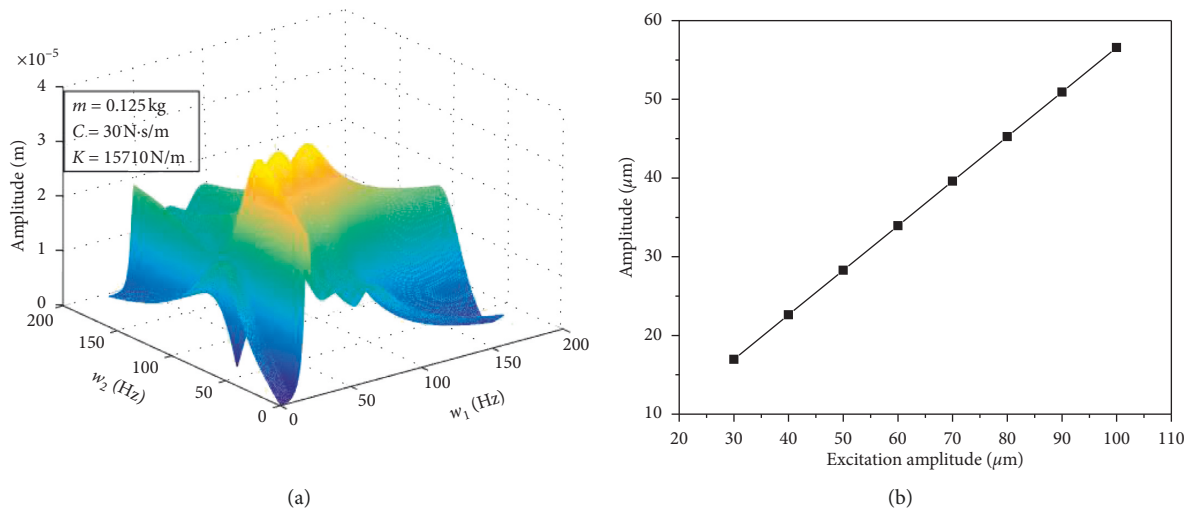 ×10⁻⁵
4
3
2
1
0
Amplitude (m)
m = 0.125 kg
C = 30 N·s/m
K = 15710 N/m
200
150
100
50
0
w₂ (Hz)
0
50
100
150
200
w₁ (Hz)
(a)
60
50
40
30
20
10
Amplitude (μm)
20 30 40 50 60 70 80 90 100 110
Excitation amplitude (μm)
(b)